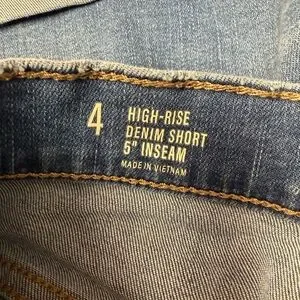 4
HIGH-RISE
DENIM SHORT
5" INSEAM
MADE IN VIETNAM